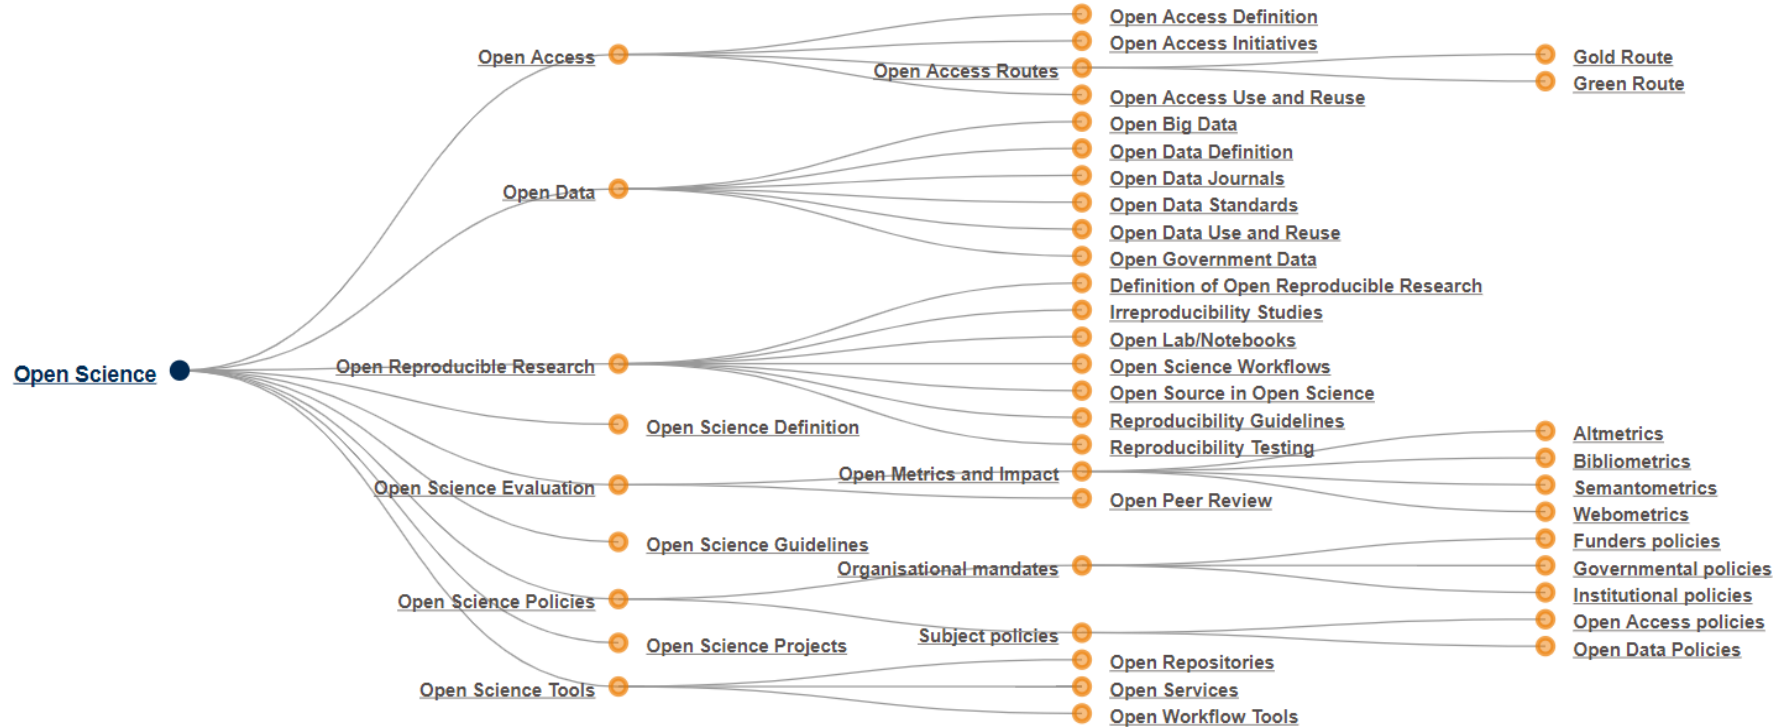 Open Science
Open Access
Open Access Definition
Open Access Initiatives
Open Access Routes
Gold Route
Green Route
Open Access Use and Reuse
Open Data
Open Big Data
Open Data Definition
Open Data Journals
Open Data Standards
Open Data Use and Reuse
Open Government Data
Open Reproducible Research
Definition of Open Reproducible Research
Irreproducibility Studies
Open Lab/Notebooks
Open Science Workflows
Open Source in Open Science
Reproducibility Guidelines
Reproducibility Testing
Open Science Definition
Open Science Evaluation
Open Metrics and Impact
Altmetrics
Bibliometrics
Semantometrics
Webometrics
Open Peer Review
Open Science Guidelines
Open Science Policies
Organisational mandates
Funders policies
Governmental policies
Institutional policies
Subject policies
Open Access policies
Open Data Policies
Open Science Projects
Open Science Tools
Open Repositories
Open Services
Open Workflow Tools